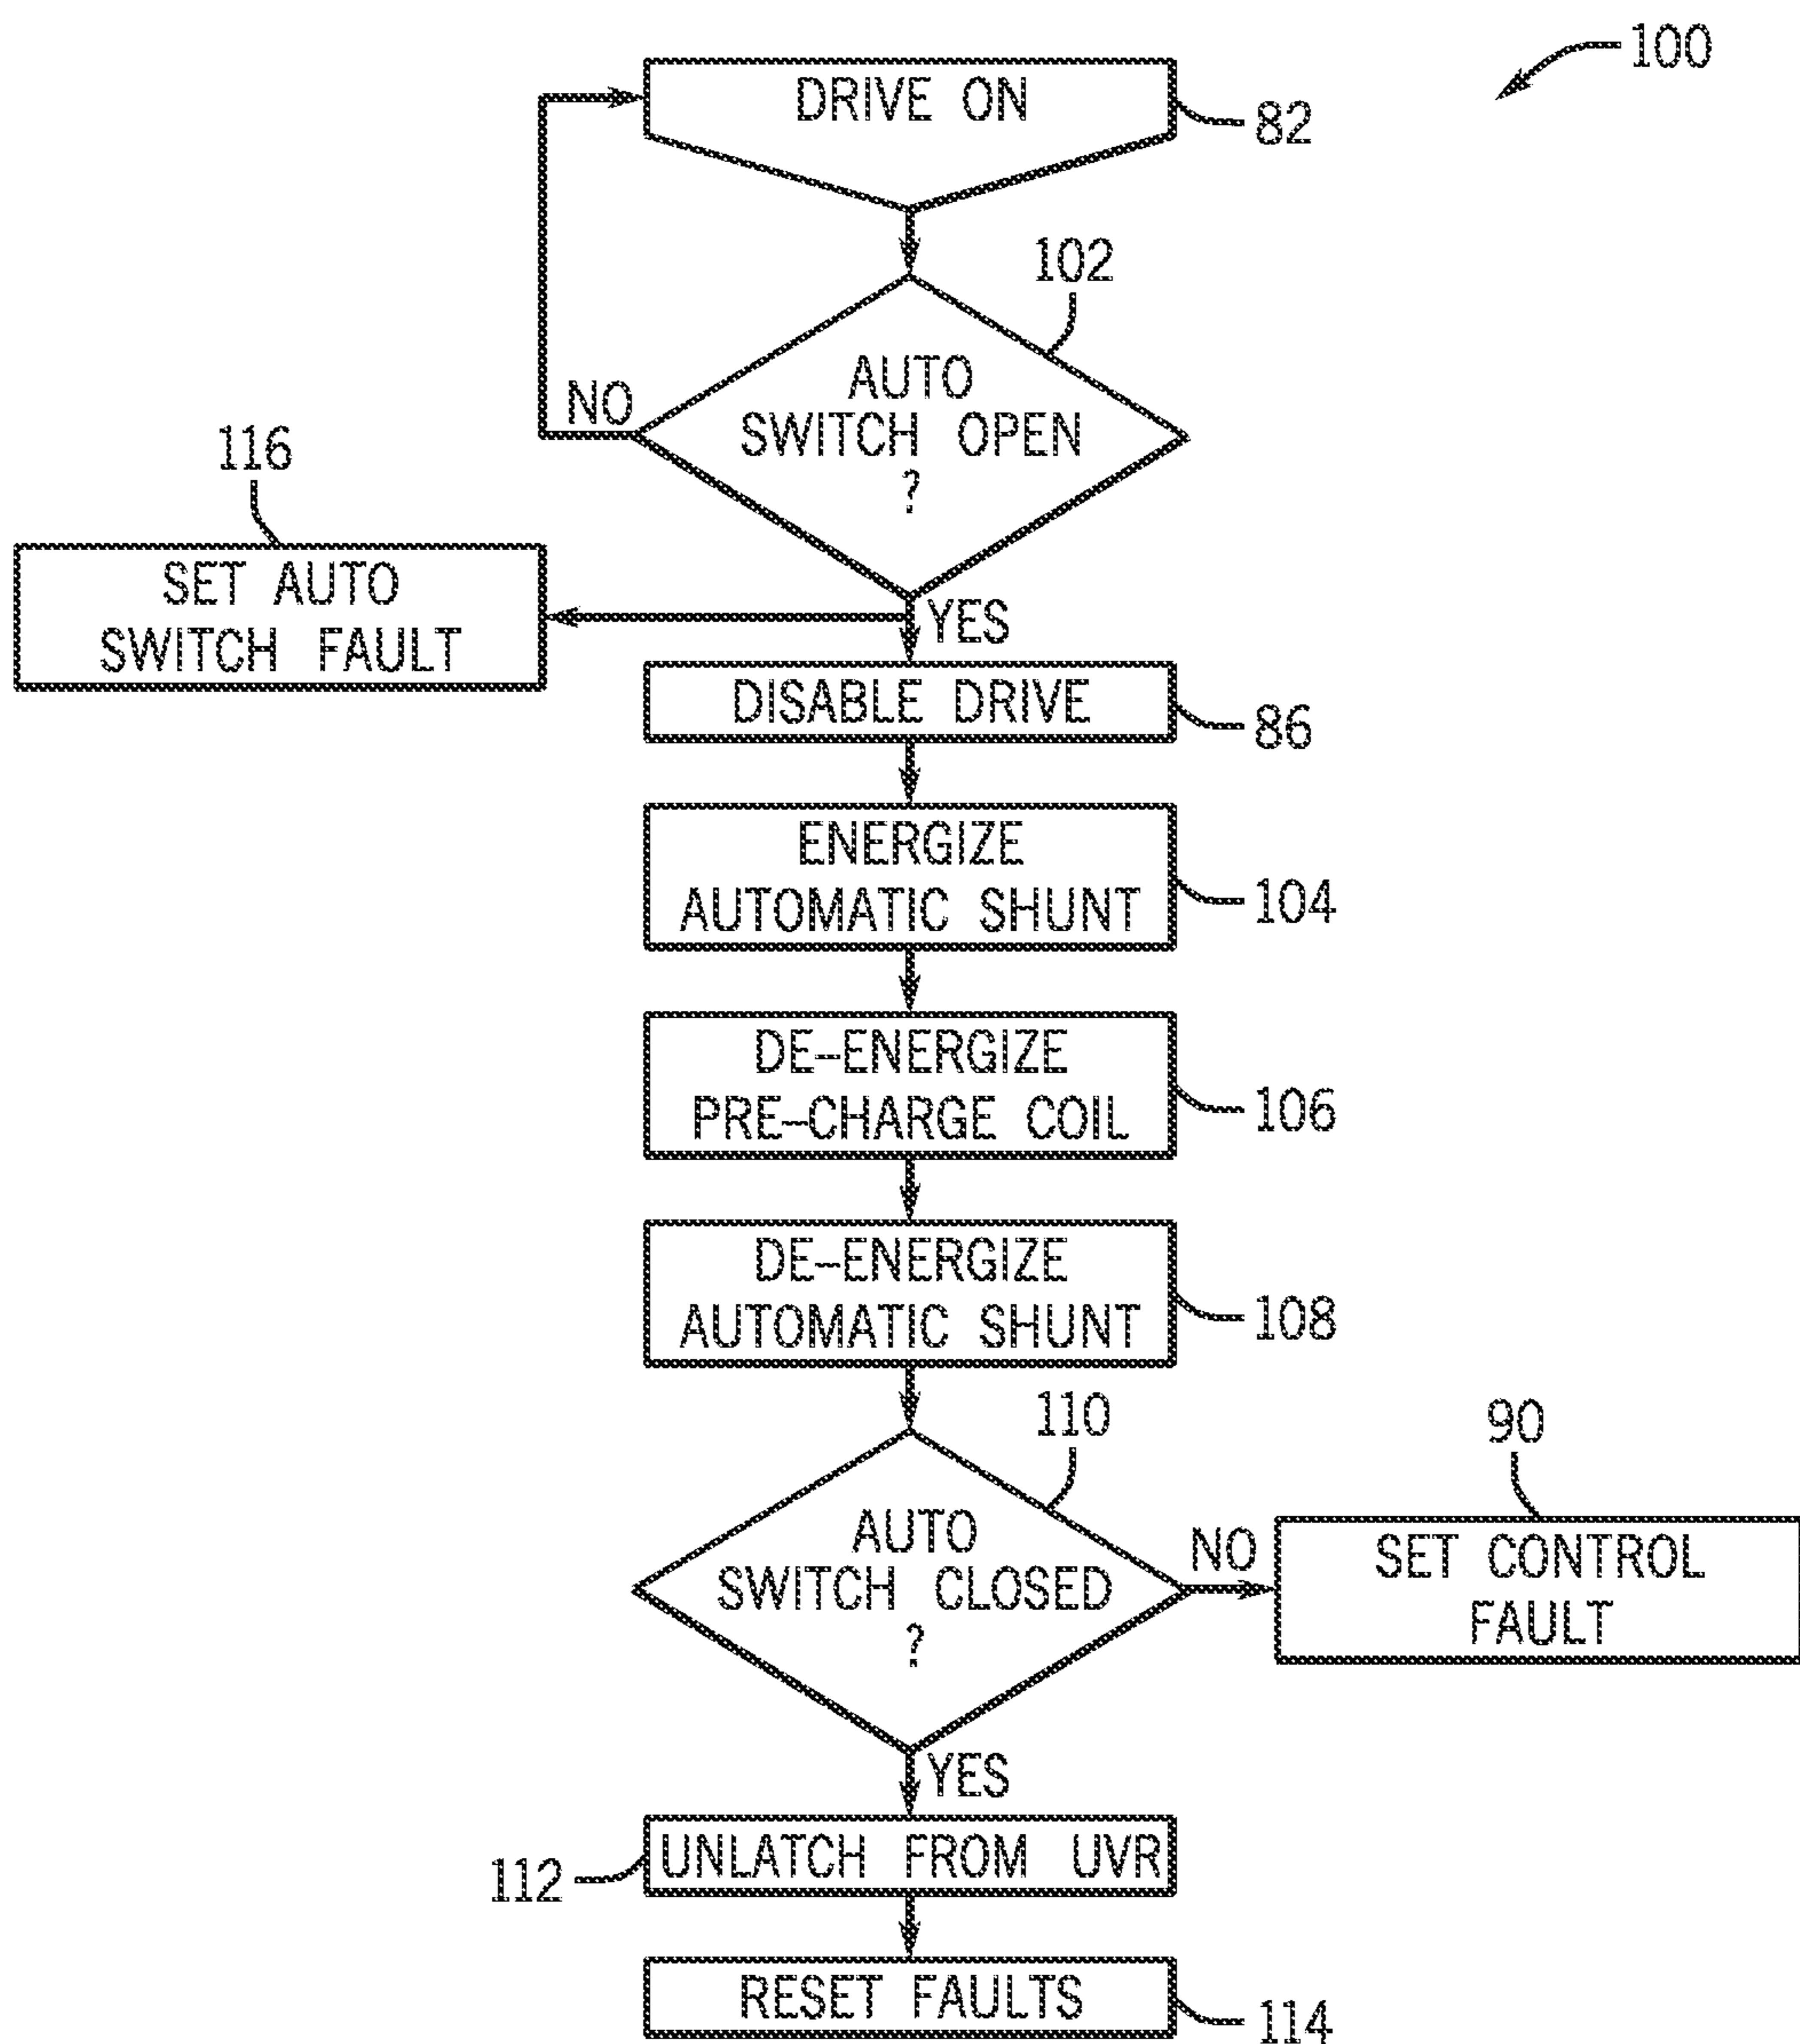 100
DRIVE ON
82
102
AUTO
SWITCH OPEN
?
NO
116
SET AUTO
SWITCH FAULT
YES
DISABLE DRIVE
86
ENERGIZE
AUTOMATIC SHUNT
104
DE-ENERGIZE
PRE-CHARGE COIL
106
DE-ENERGIZE
AUTOMATIC SHUNT
108
110
AUTO
SWITCH CLOSED
?
NO
90
SET CONTROL
FAULT
YES
UNLATCH FROM UVR
112
RESET FAULTS
114